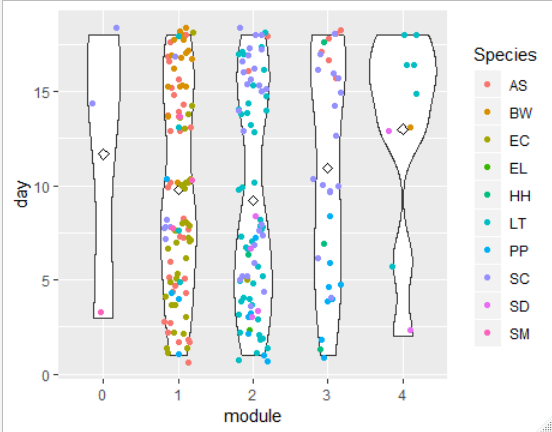 15
10
5
0
day
0 1 2 3 4
module
Species
AS
BW
EC
EL
HH
LT
PP
SC
SD
SM